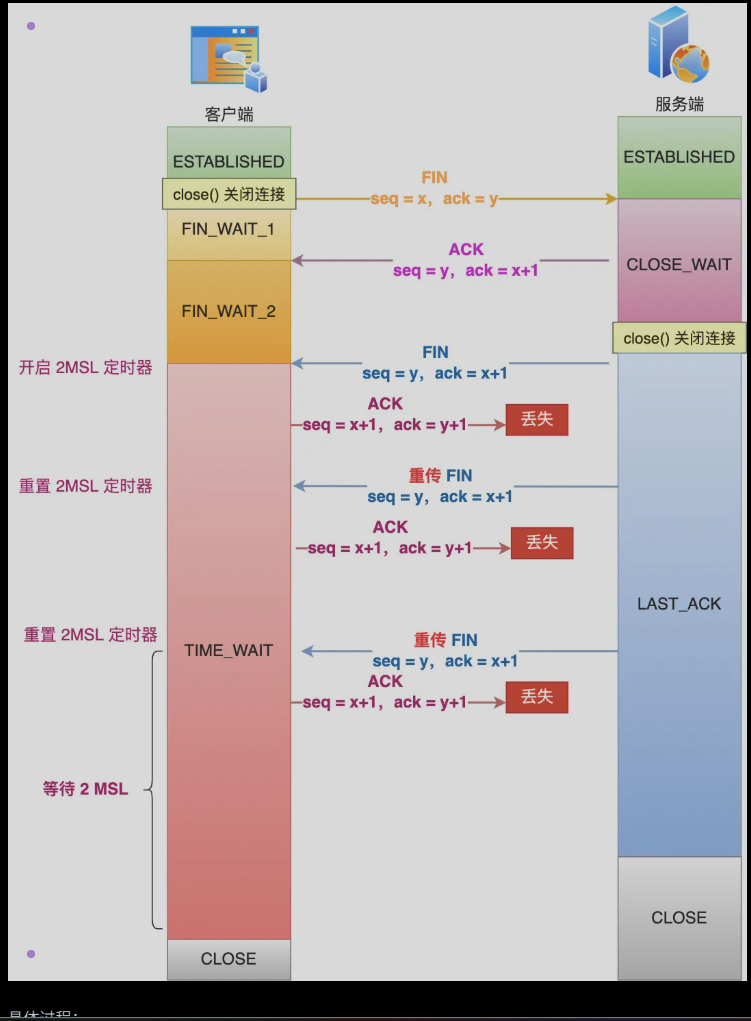 客户端
服务端
ESTABLISHED
ESTABLISHED
close() 关闭连接
FIN
seq = x, ack = y
FIN_WAIT_1
ACK
seq = y, ack = x+1
CLOSE_WAIT
FIN_WAIT_2
close() 关闭连接
开启 2MSL 定时器
FIN
seq = y, ack = x+1
ACK
seq = x+1, ack = y+1
丢失
重置 2MSL 定时器
重传 FIN
seq = y, ack = x+1
ACK
seq = x+1, ack = y+1
丢失
LAST_ACK
重置 2MSL 定时器
TIME_WAIT
重传 FIN
seq = y, ack = x+1
ACK
seq = x+1, ack = y+1
丢失
等待 2 MSL
CLOSE
CLOSE